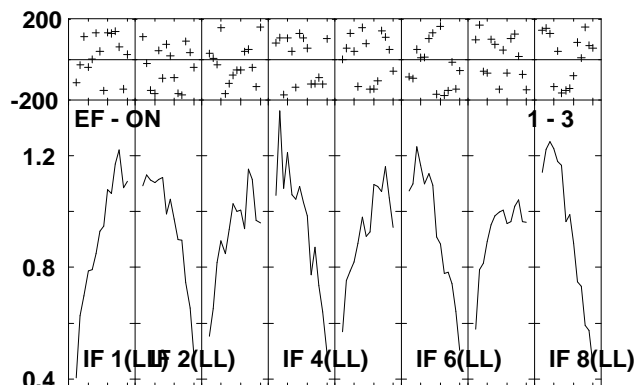 200
-200
EF - ON 1 - 3
1.2
0.8
IF 1(LL) IF 2(LL) IF 4(LL) IF 6(LL) IF 8(LL)
0.4